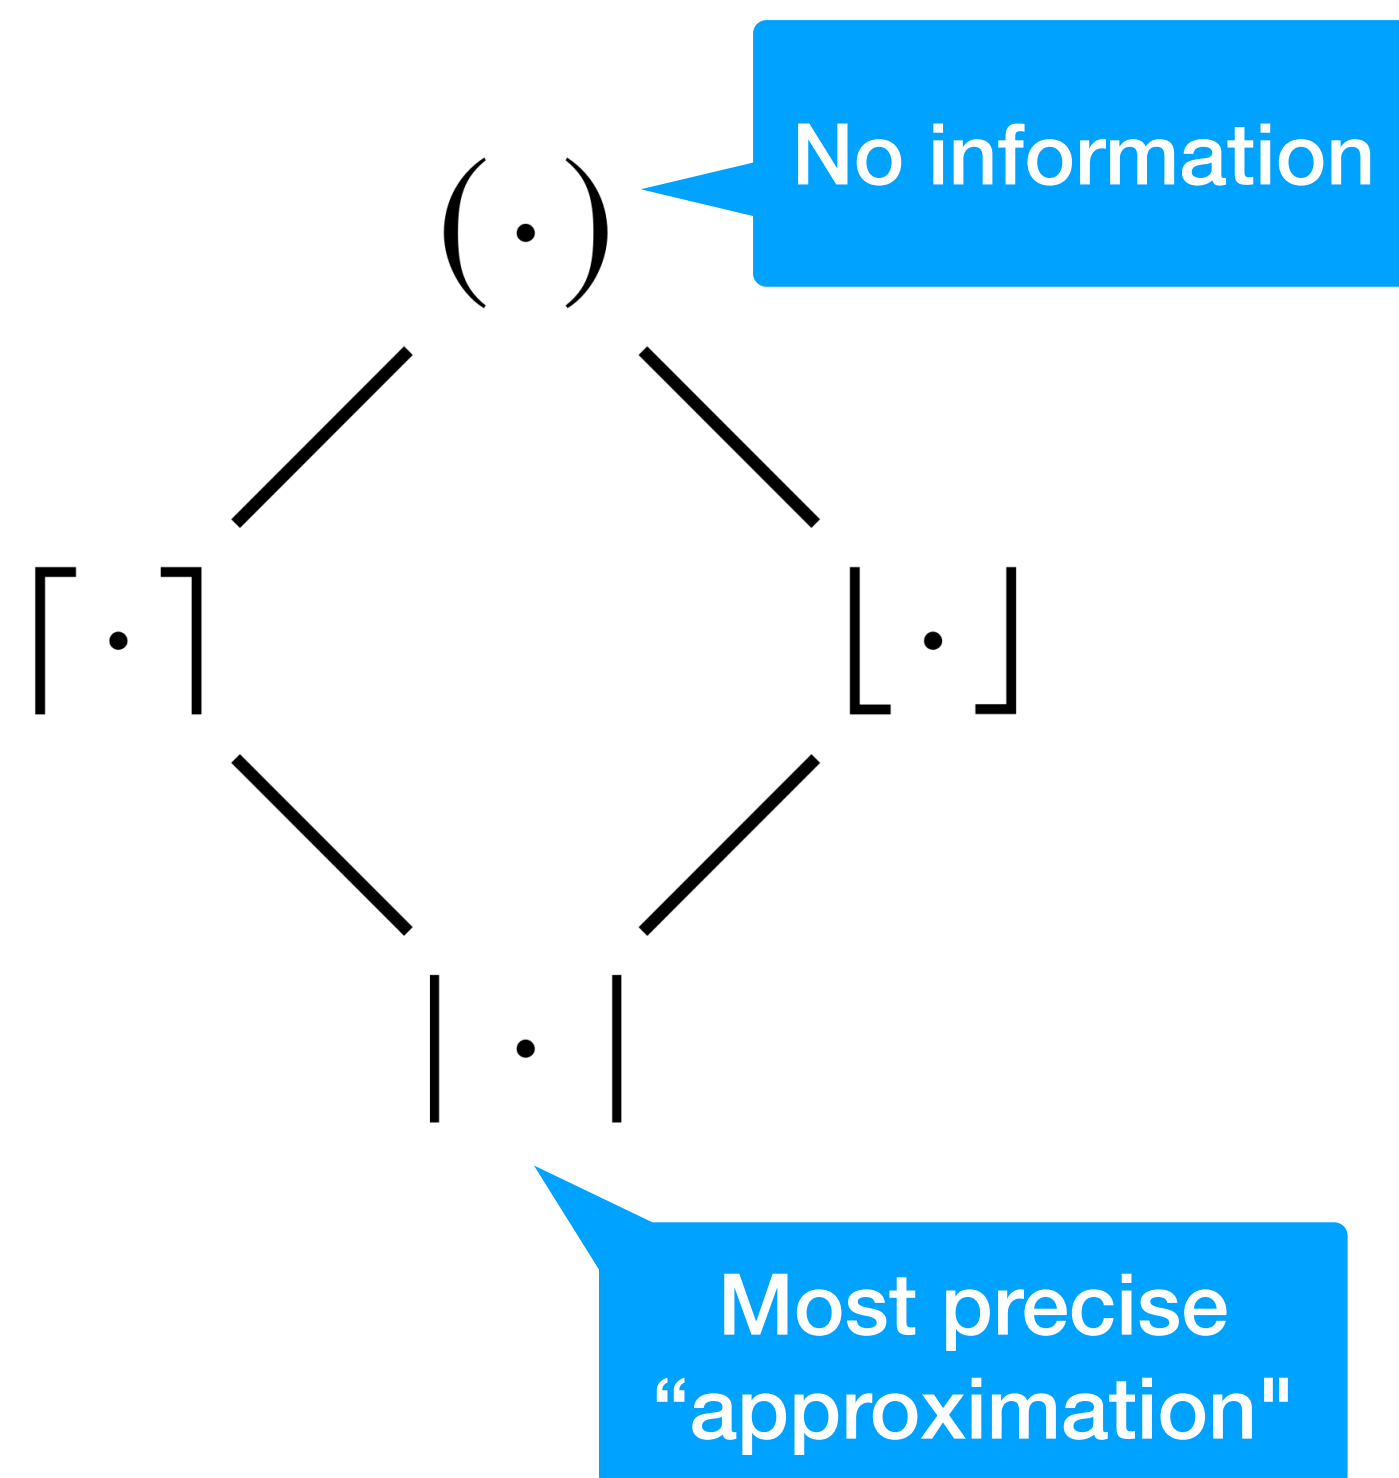 No information
( · )
⌈ · ⌉ ⌊ · ⌋
| · |
Most precise
“approximation"